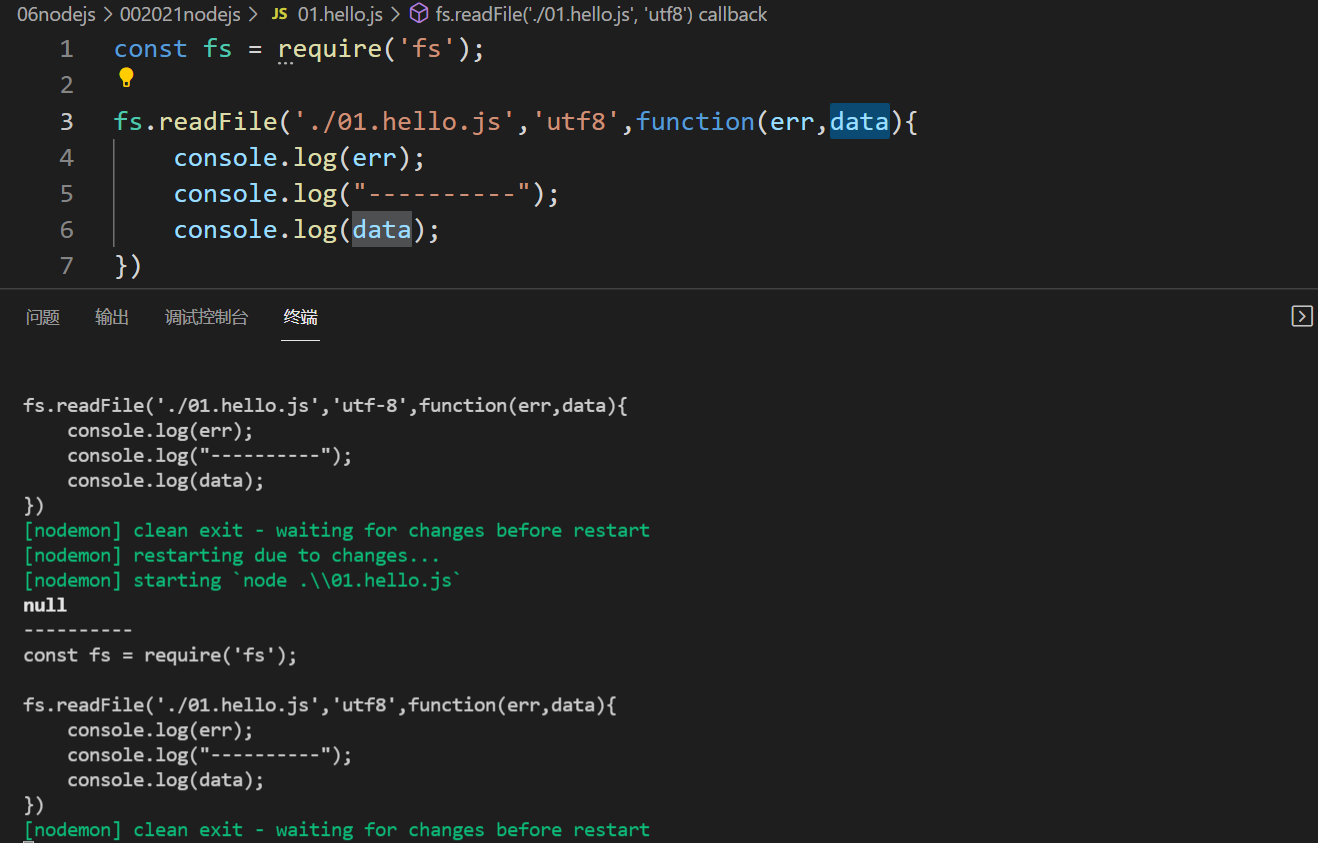 06nodejs > 002021nodejs > JS 01.hello.js > fs.readFile('./01.hello.js', 'utf8') callback
1 const fs = require('fs');
2
3 fs.readFile('./01.hello.js','utf8',function(err,data){
4     console.log(err);
5     console.log("----------");
6     console.log(data);
7 })
问题 输出 调试控制台 终端
fs.readFile('./01.hello.js','utf-8',function(err,data){
    console.log(err);
    console.log("----------");
    console.log(data);
})
[nodemon] clean exit - waiting for changes before restart
[nodemon] restarting due to changes...
[nodemon] starting `node .\\01.hello.js`
null
----------
const fs = require('fs');
fs.readFile('./01.hello.js','utf8',function(err,data){
    console.log(err);
    console.log("----------");
    console.log(data);
})
[nodemon] clean exit - waiting for changes before restart